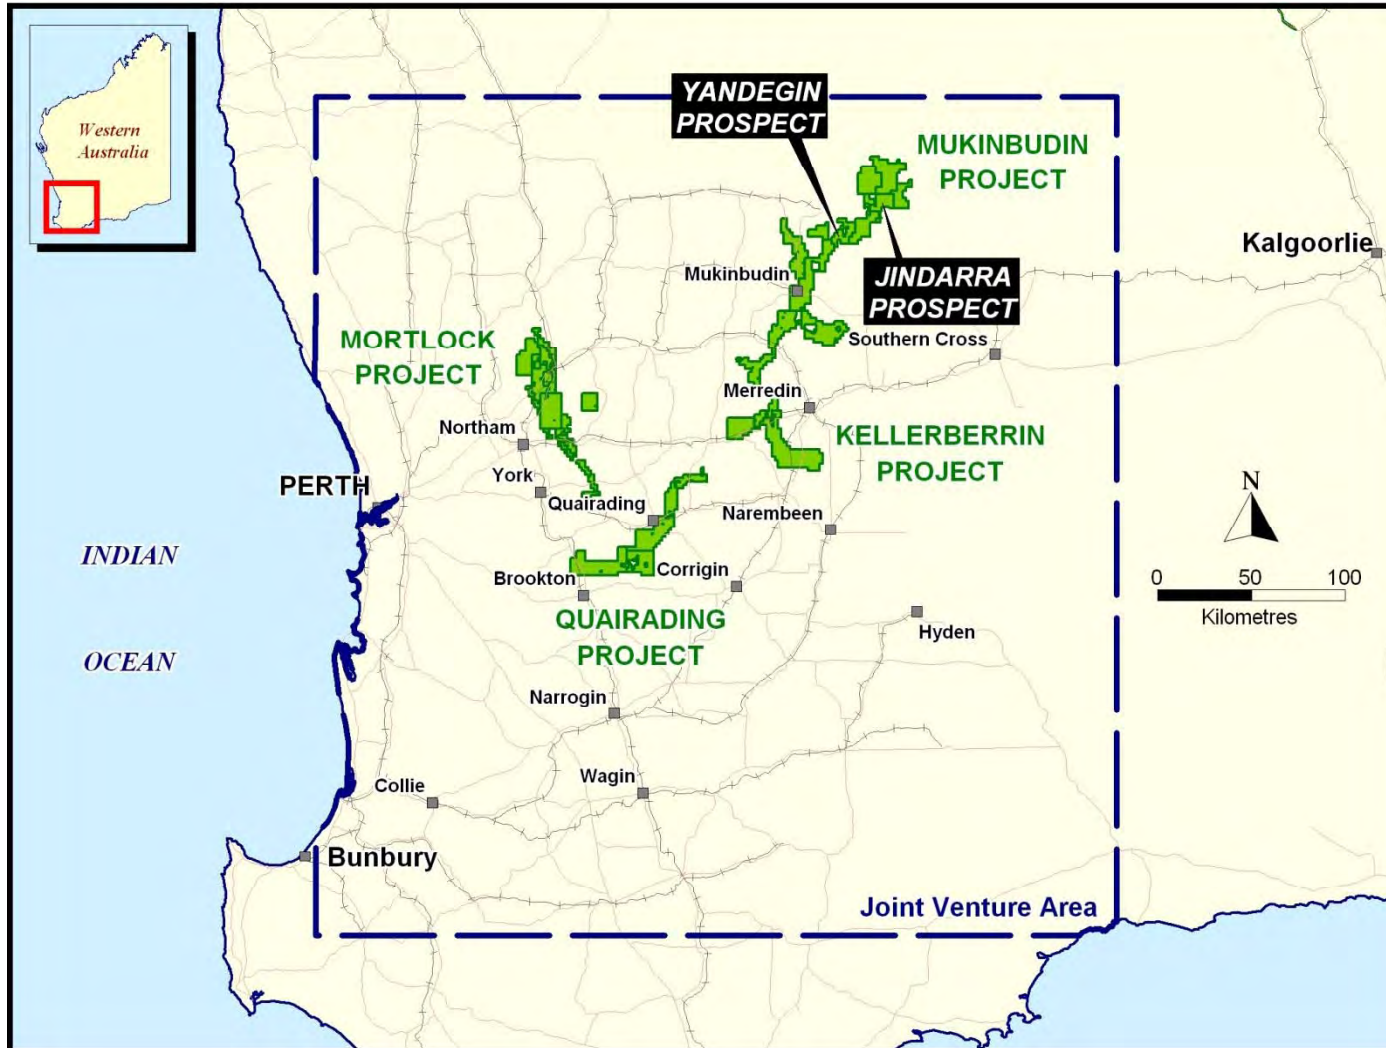 Western
Australia
YANDEGIN
PROSPECT
MUKINBUDIN
PROJECT
Kalgoorlie
Mukinbudin
JINDARRA
PROSPECT
MORTLOCK
PROJECT
Southern Cross
Merredin
Northam
KELLERBERRIN
PROJECT
York
PERTH
Quairading
Narembeen
N
INDIAN
OCEAN
Brookton
Corrigin
0 50 100
Kilometres
QUAIRADING
PROJECT
Hyden
Narrogin
Wagin
Collie
Bunbury
Joint Venture Area